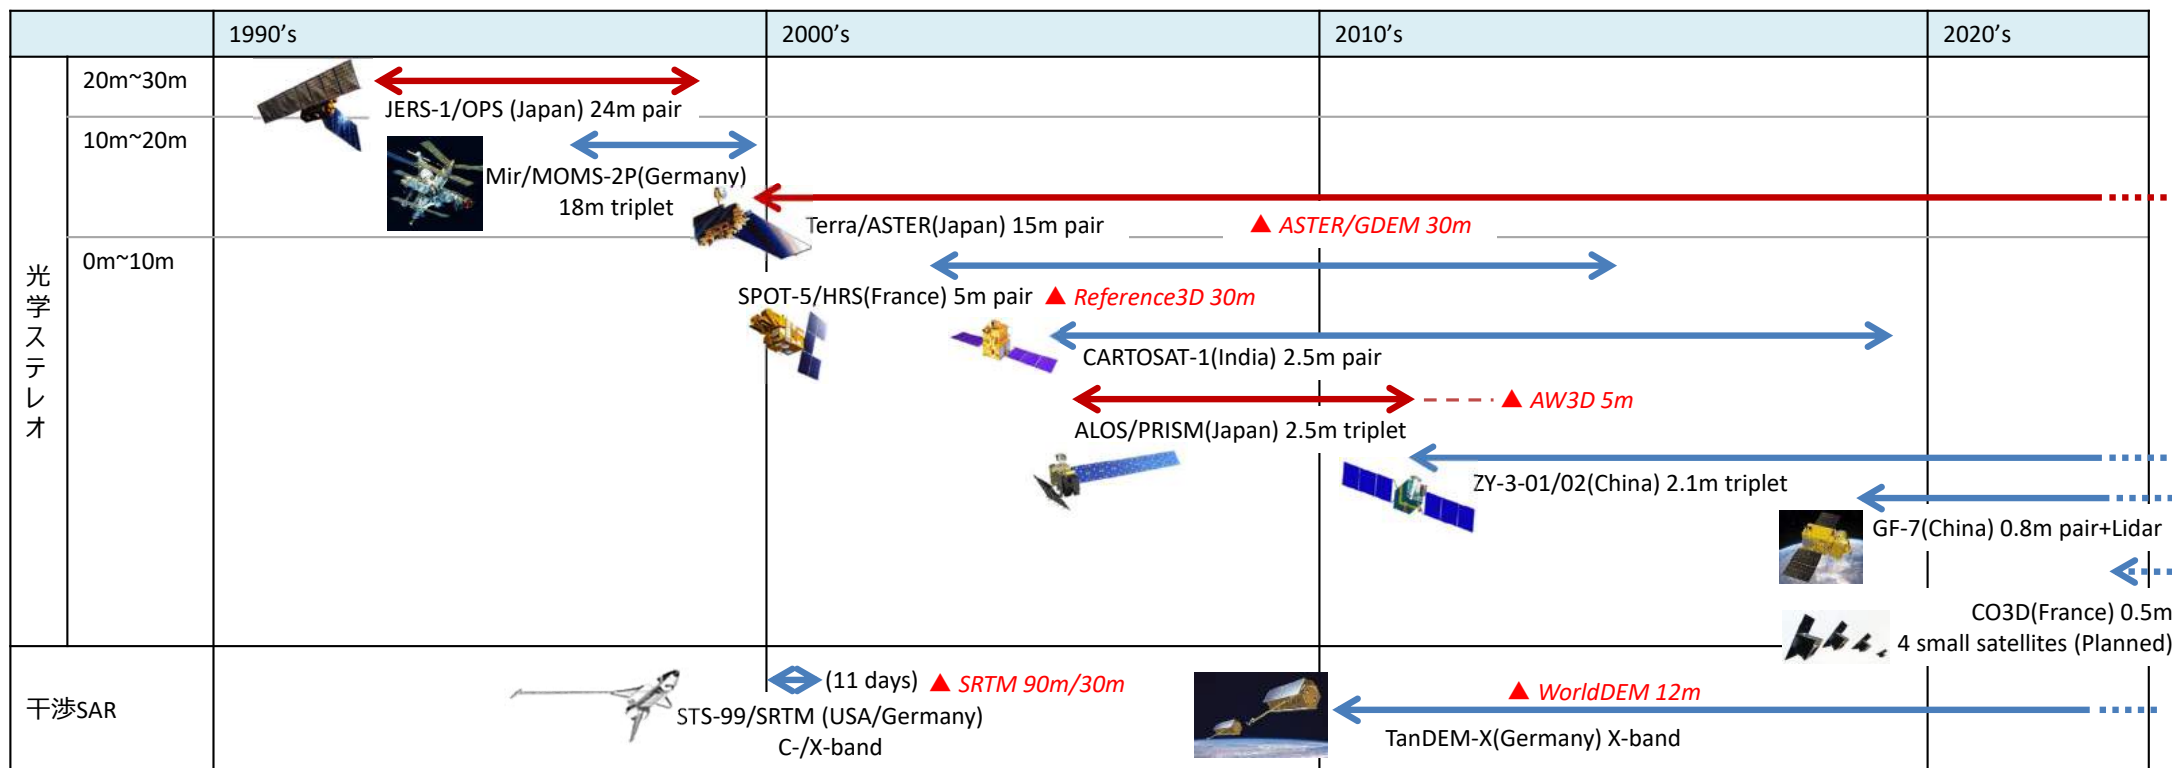 1990's
2000's
2010's
2020's
光学ステレオ
20m~30m
JERS-1/OPS (Japan) 24m pair
10m~20m
Mir/MOMS-2P(Germany)
18m triplet
Terra/ASTER(Japan) 15m pair
▲ ASTER/GDEM 30m
0m~10m
SPOT-5/HRS(France) 5m pair
▲ Reference3D 30m
CARTOSAT-1(India) 2.5m pair
▲ AW3D 5m
ALOS/PRISM(Japan) 2.5m triplet
ZY-3-01/02(China) 2.1m triplet
GF-7(China) 0.8m pair+Lidar
CO3D(France) 0.5m
4 small satellites (Planned)
干渉SAR
(11 days)
▲ SRTM 90m/30m
STS-99/SRTM (USA/Germany)
C-/X-band
▲ WorldDEM 12m
TanDEM-X(Germany) X-band